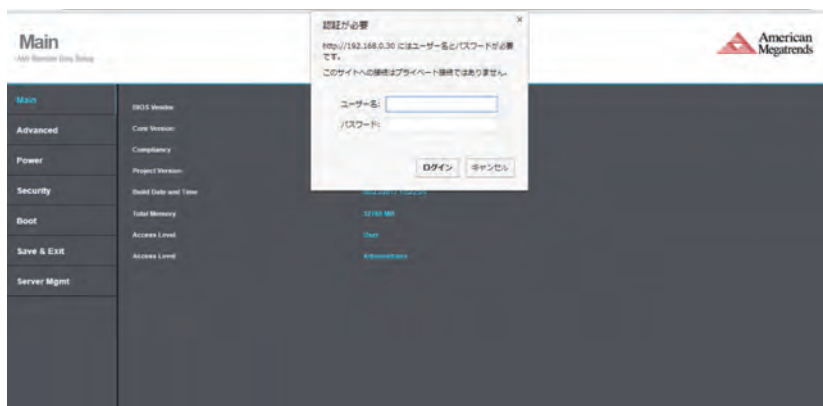 Main
American
Megatrends
認証が必要
×
http://192.168.0.30 にはユーザー名とパスワードが必要
です。
このサイトへの接続はプライベート接続ではありません。
ユーザー名:
パスワード:
ログイン
キャンセル
Main
Advanced
Power
Security
Boot
Save & Exit
Server Mgmt
BIOS Vendor
Core Version
Compliancy
Project Version
Build Date and Time
Total Memory
32768 MB
Access Level
User
Access Level
Administrator